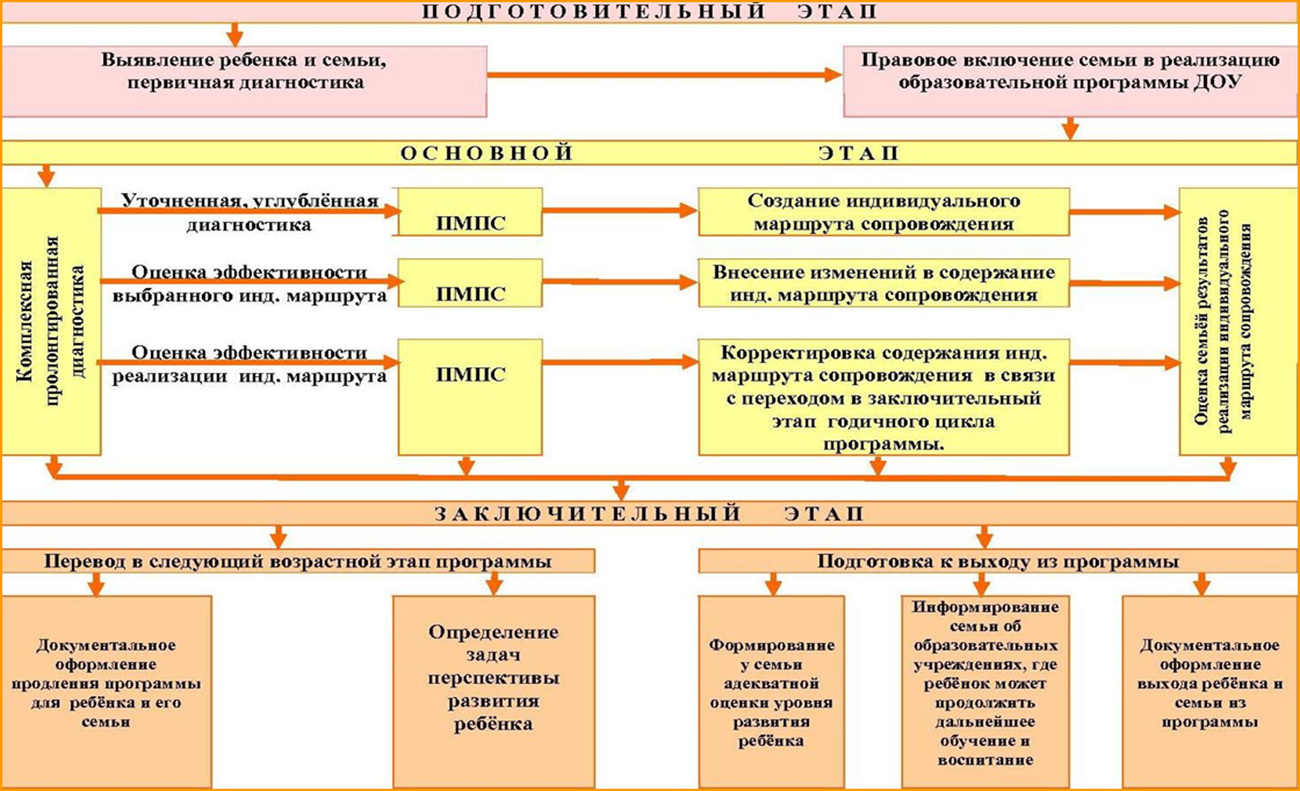 ПОДГОТОВИТЕЛЬНЫЙ ЭТАП
Выявление ребенка и семьи,
первичная диагностика
Правовое включение семьи в реализацию
образовательной программы ДОУ
ОСНОВНОЙ ЭТАП
Комплексная
пролонгированная
диагностика
Уточненная, углублённая
диагностика
ПМПС
Создание индивидуального
маршрута сопровождения
Оценка эффективности
выбранного инд. маршрута
ПМПС
Внесение изменений в содержание
инд. маршрута сопровождения
Оценка эффективности
реализации инд. маршрута
ПМПС
Корректировка содержания инд.
маршрута сопровождения в связи
с переходом в заключительный
этап годичного цикла
программы.
Оценка семьёй результатов
реализации индивидуального
маршрута сопровождения
ЗАКЛЮЧИТЕЛЬНЫЙ ЭТАП
Перевод в следующий возрастной этап программы
Подготовка к выходу из программы
Документальное
оформление
продления программы
для ребёнка и его
семьи
Определение
задач
перспективы
развития
ребёнка
Формирование
у семьи
адекватной
оценки уровня
развития
ребёнка
Информирование
семьи об
образовательных
учреждениях, где
ребёнок может
продолжить
дальнейшее
обучение и
воспитание
Документальное
оформление
выхода ребёнка и
семьи из
программы